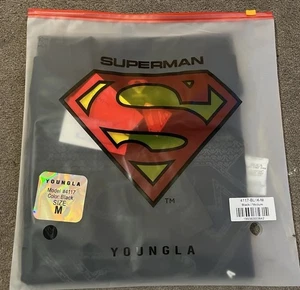 SUPERMAN
S
TM
YOUNGLA
Model #4117
Color: Black
SIZE
M
YOUNGLA